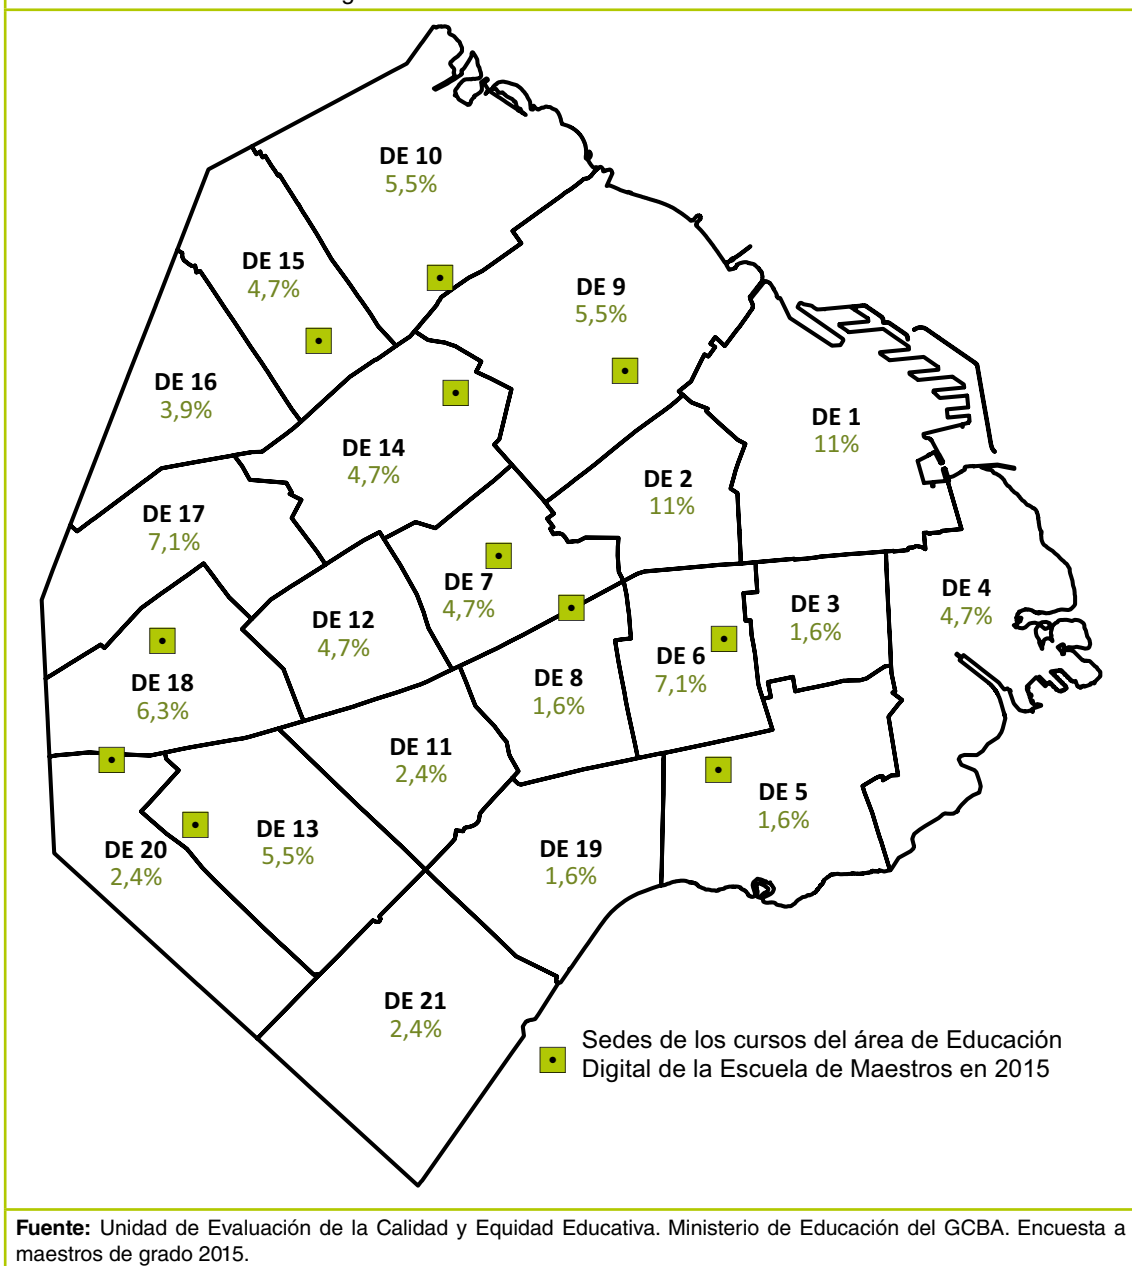 DE 10
5,5%
DE 15
4,7%
DE 9
5,5%
DE 16
3,9%
DE 14
4,7%
DE 1
11%
DE 2
11%
DE 17
7,1%
DE 7
4,7%
DE 12
4,7%
DE 3
1,6%
DE 4
4,7%
DE 6
7,1%
DE 8
1,6%
DE 18
6,3%
DE 11
2,4%
DE 5
1,6%
DE 13
5,5%
DE 20
2,4%
DE 19
1,6%
DE 21
2,4%
Sedes de los cursos del área de Educación
Digital de la Escuela de Maestros en 2015
Fuente: Unidad de Evaluación de la Calidad y Equidad Educativa. Ministerio de Educación del GCBA. Encuesta a
maestros de grado 2015.